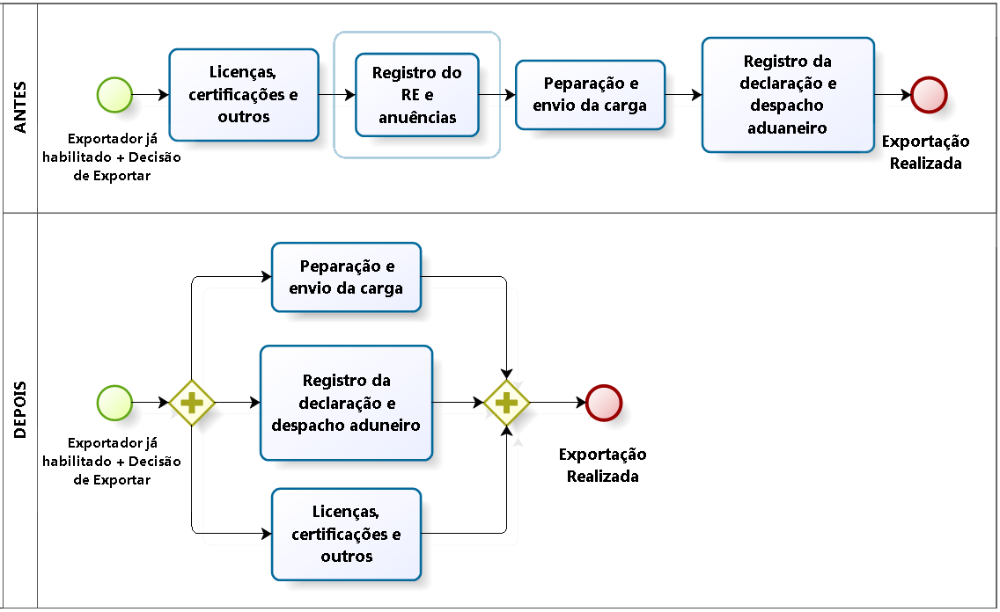 ANTES
Licenças,
certificações e
outros
Registro do
RE e
anuências
Peparação e
envio da carga
Registro da
declaração e
despacho
aduaneiro
Exportador já
habilitado + Decisão
de Exportar
Exportação
Realizada
DEPOIS
Peparação e
envio da carga
Registro da
declaração e
despacho aduneiro
Licenças,
certificações e
outros
Exportador já
habilitado + Decisão
de Exportar
Exportação
Realizada